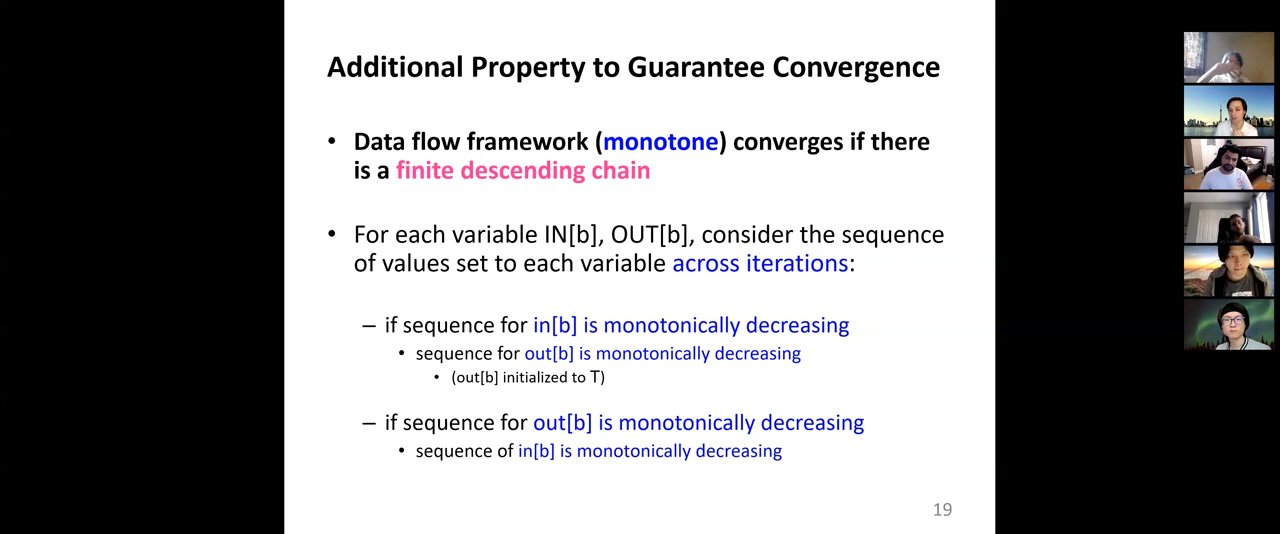 Additional Property to Guarantee Convergence
• Data flow framework (monotone) converges if there
is a finite descending chain
• For each variable IN[b], OUT[b], consider the sequence
of values set to each variable across iterations:
– if sequence for in[b] is monotonically decreasing
• sequence for out[b] is monotonically decreasing
• (out[b] initialized to T)
– if sequence for out[b] is monotonically decreasing
• sequence of in[b] is monotonically decreasing
19